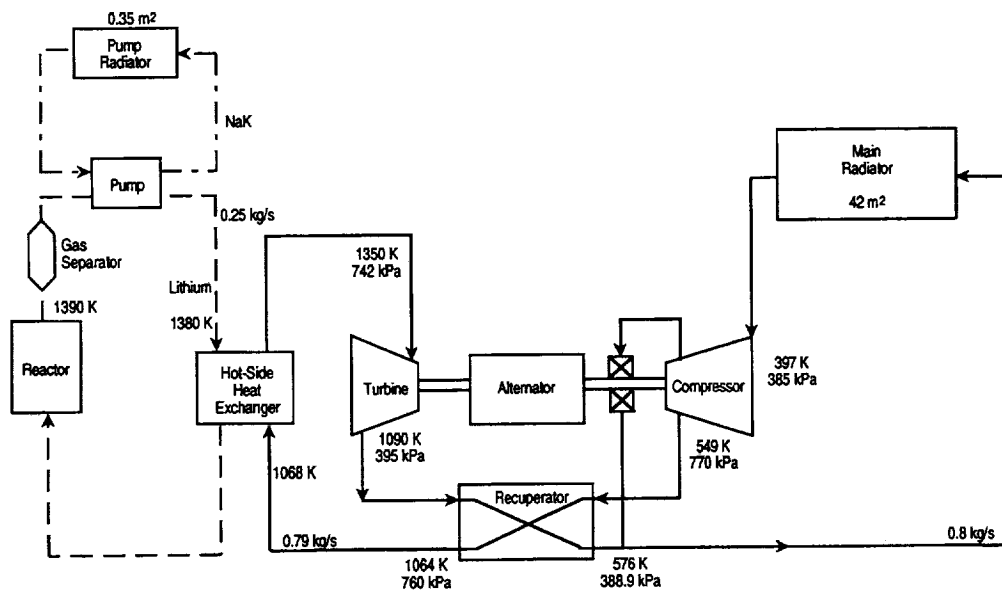 0.35 m²
Pump
Radiator
NaK
Pump
0.25 kg/s
Gas
Separator
Lithium
1390 K
1380 K
Reactor
Hot-Side
Heat
Exchanger
1350 K
742 kPa
Turbine
Alternator
Compressor
Main
Radiator
42 m²
397 K
385 kPa
1090 K
395 kPa
549 K
770 kPa
1068 K
Recuperator
0.79 kg/s
1064 K
760 kPa
576 K
388.9 kPa
0.8 kg/s